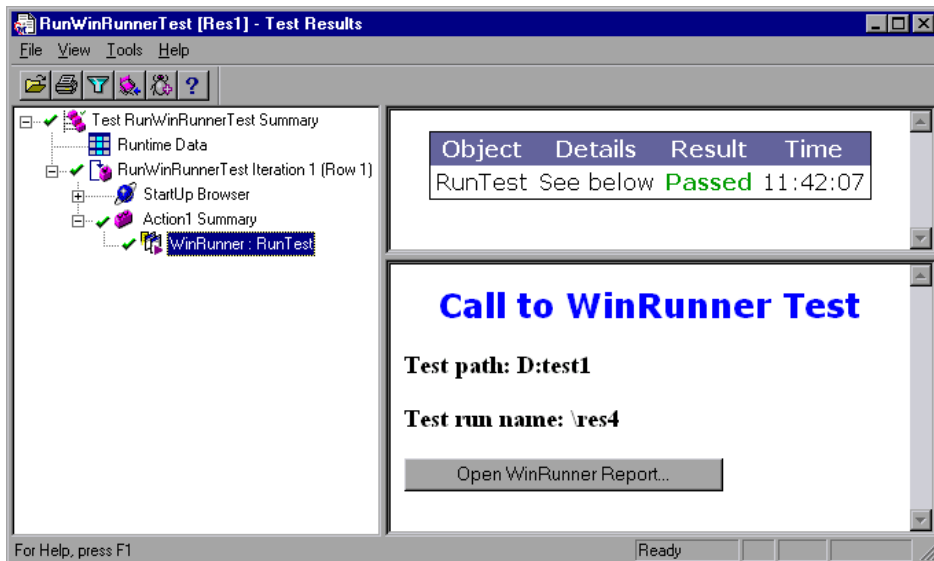 RunWinRunnerTest [Res1] - Test Results
File View Tools Help
?
Test RunWinRunnerTest Summary
Runtime Data
RunWinRunnerTest Iteration 1 (Row 1)
StartUp Browser
Action1 Summary
WinRunner : RunTest
Object Details Result Time
RunTest See below Passed 11:42:07
Call to WinRunner Test
Test path: D:test1
Test run name: \res4
Open WinRunner Report...
For Help, press F1
Ready